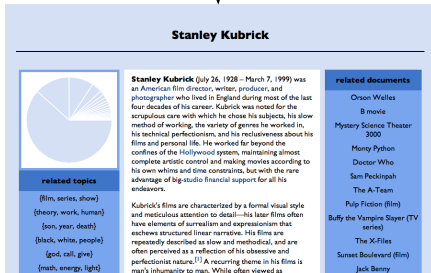 Stanley Kubrick
related topics
{film, series, show}
{theory, work, human}
{son, year, death}
{black, white, people}
{god, call, give}
{math, energy, light}
Stanley Kubrick (July 26, 1928 – March 7, 1999) was
an American film director, writer, producer, and
photographer who lived in England during most of the last
four decades of his career. Kubrick was noted for the
scrupulous care with which he chose his subjects, his slow
method of working, the variety of genres he worked in,
his technical perfectionism, and his reclusiveness about his
films and personal life. He worked far beyond the
confines of the Hollywood system, maintaining almost
complete artistic control and making movies according to
his own whims and time constraints, but with the rare
advantage of big-studio financial support for all his
endeavors.
Kubrick's films are characterized by a formal visual style
and meticulous attention to detail—his later films often
have elements of surrealism and expressionism that
eschews structured linear narrative. His films are
repeatedly described as slow and methodical, and are
often perceived as a reflection of his obsessive and
perfectionist nature.[1] A recurring theme in his films is
man's inhumanity to man. While often viewed as
related documents
Orson Welles
B movie
Mystery Science Theater
3000
Monty Python
Doctor Who
Sam Peckinpah
The A-Team
Pulp Fiction (film)
Buffy the Vampire Slayer (TV
series)
The X-Files
Sunset Boulevard (film)
Jack Benny